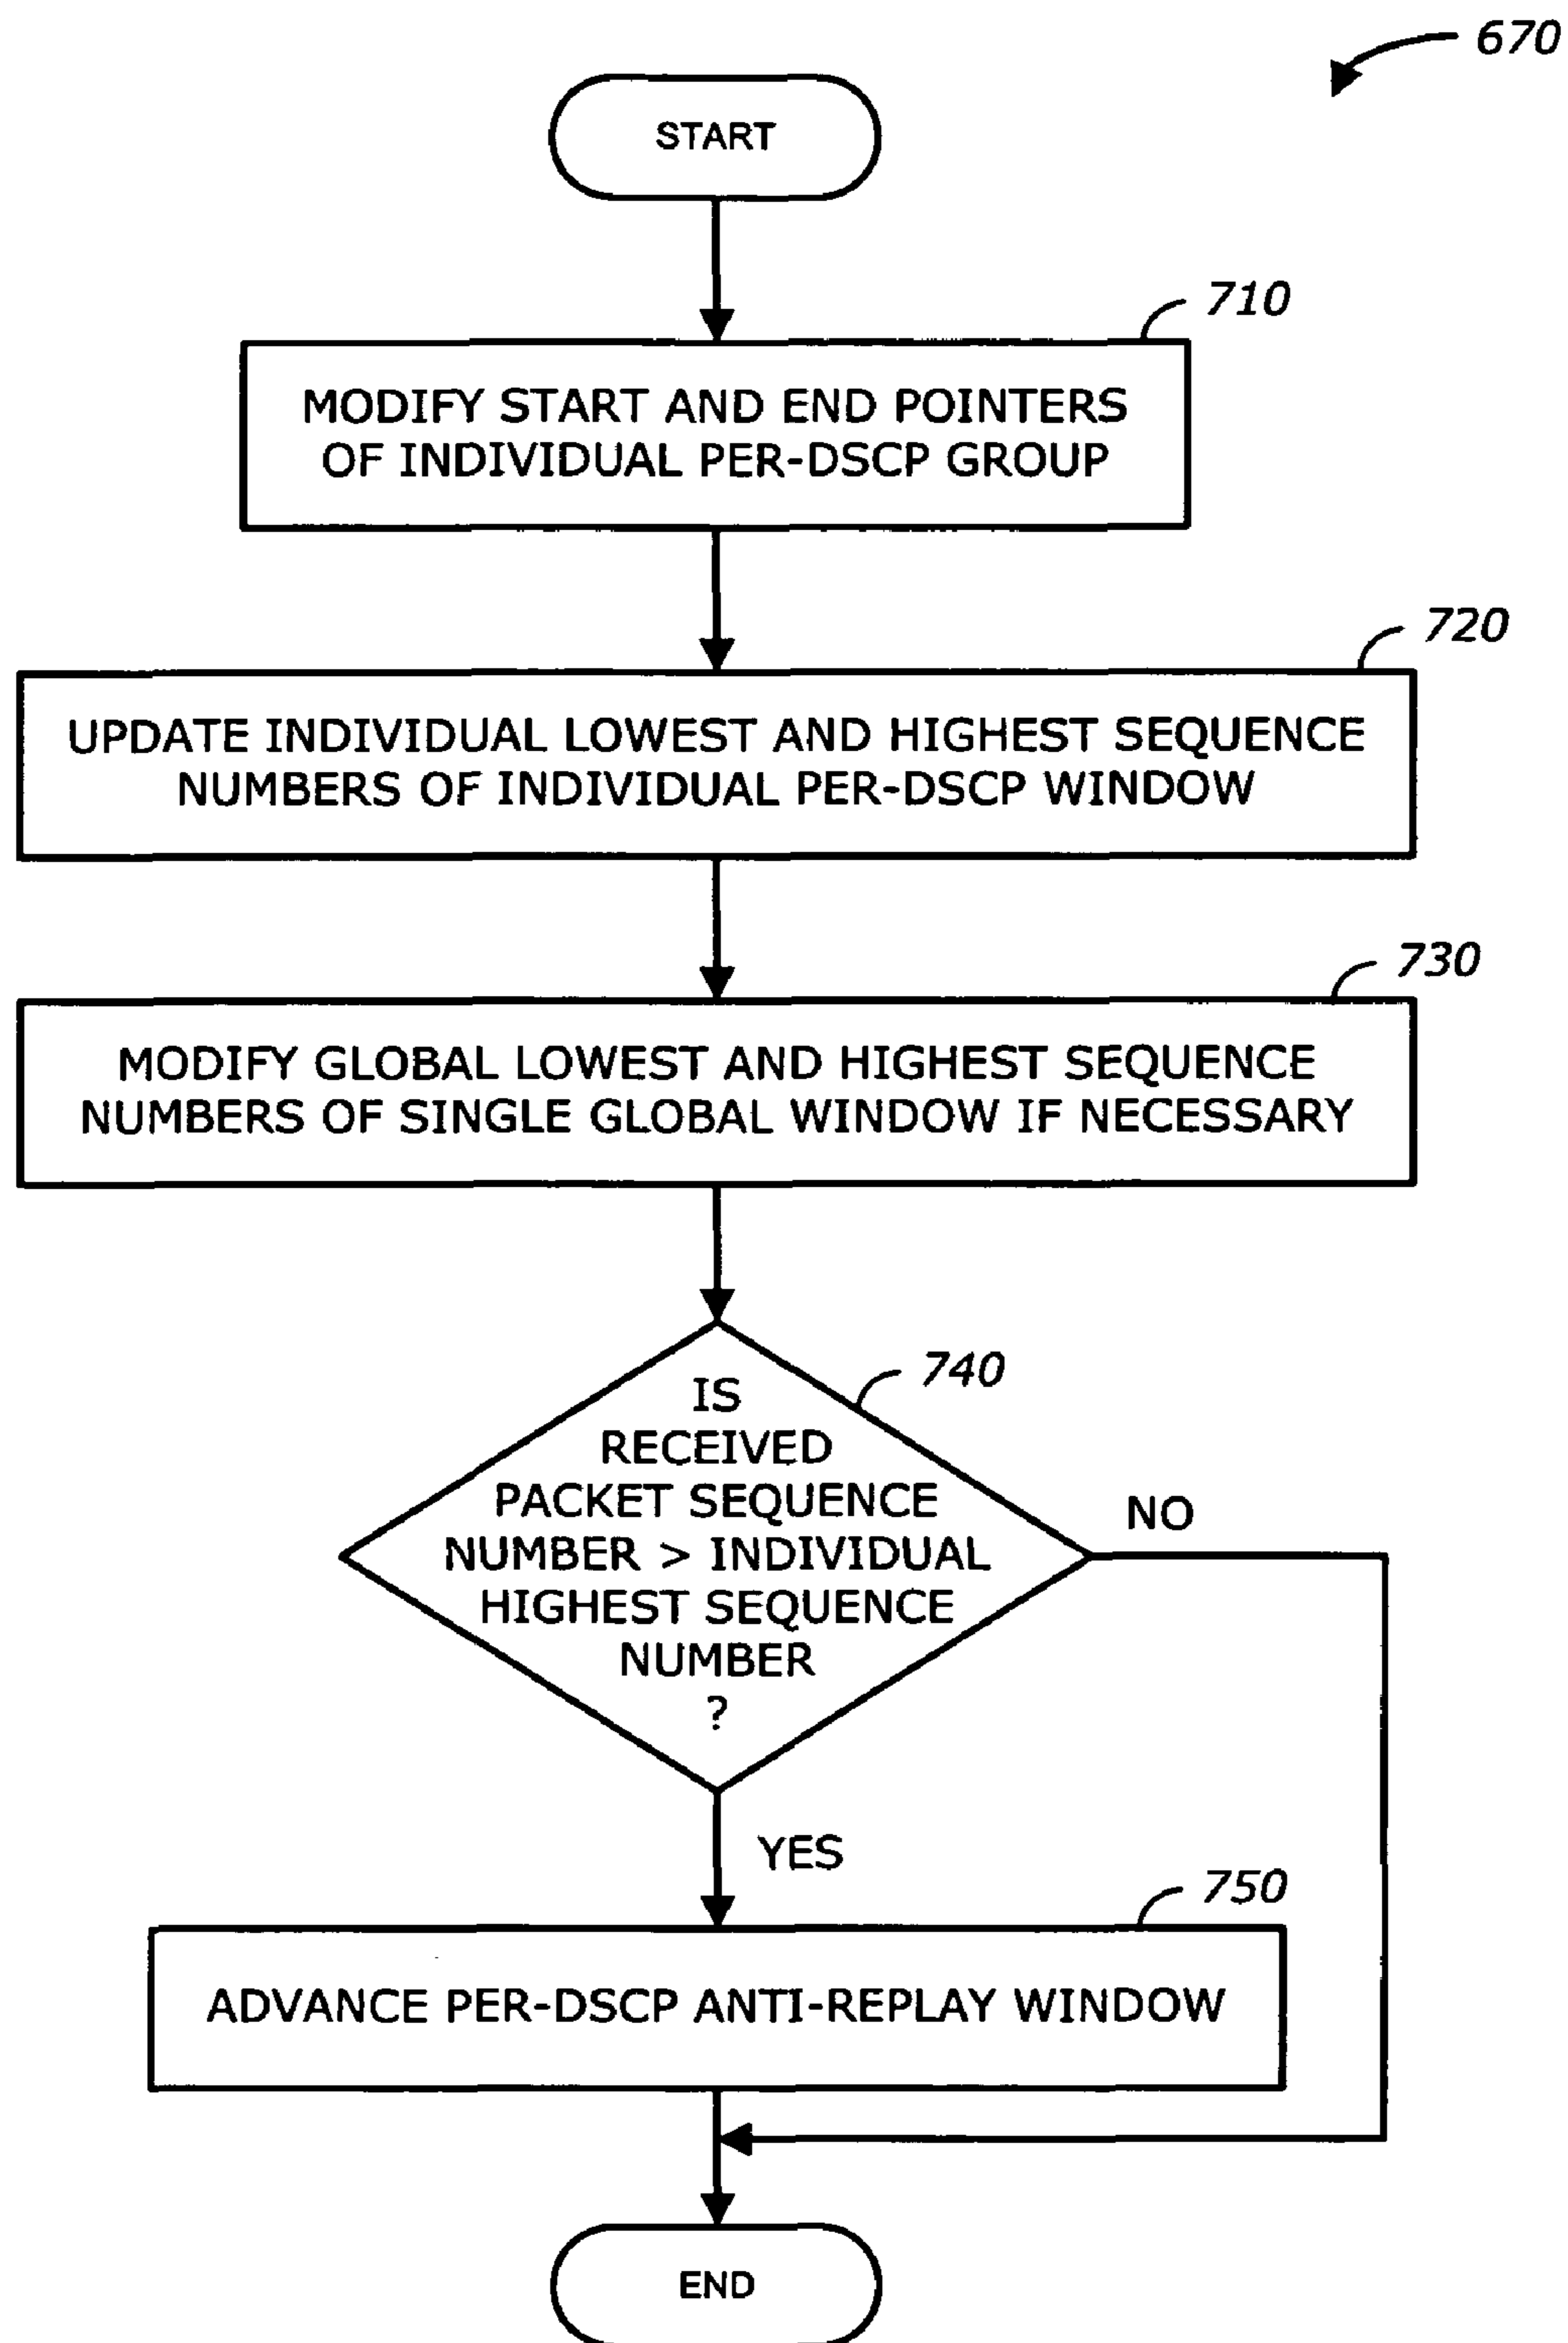 670
START
710
MODIFY START AND END POINTERS
OF INDIVIDUAL PER-DSCP GROUP
720
UPDATE INDIVIDUAL LOWEST AND HIGHEST SEQUENCE
NUMBERS OF INDIVIDUAL PER-DSCP WINDOW
730
MODIFY GLOBAL LOWEST AND HIGHEST SEQUENCE
NUMBERS OF SINGLE GLOBAL WINDOW IF NECESSARY
740
IS
RECEIVED
PACKET SEQUENCE
NUMBER > INDIVIDUAL
HIGHEST SEQUENCE
NUMBER
?
NO
YES
750
ADVANCE PER-DSCP ANTI-REPLAY WINDOW
END